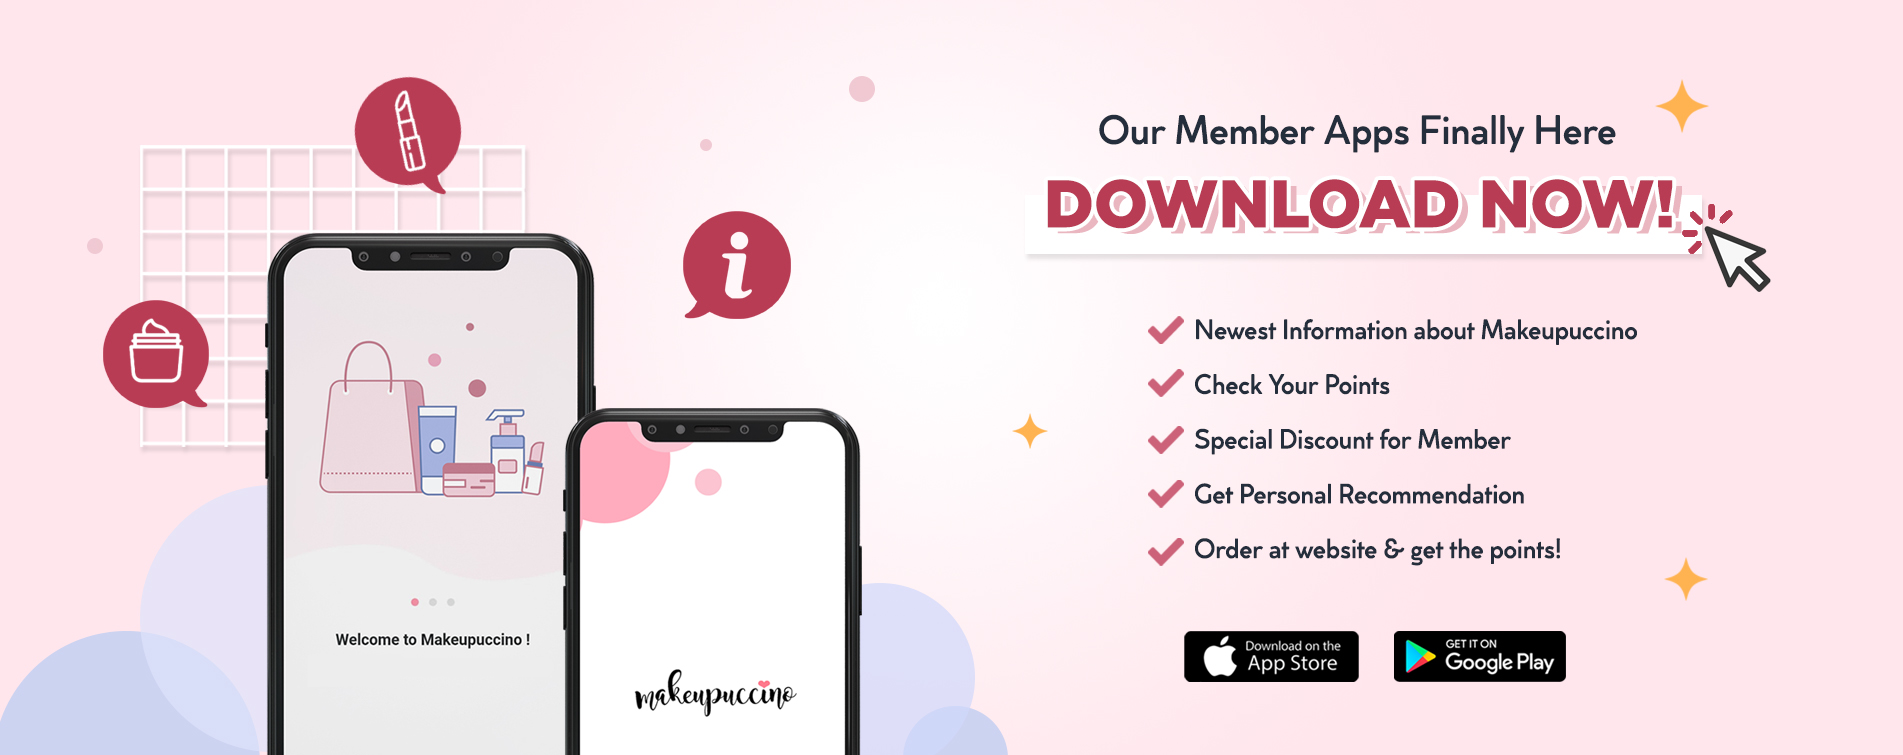 Our Member Apps Finally Here
DOWNLOAD NOW!
Newest Information about Makeupuccino
Check Your Points
Special Discount for Member
Get Personal Recommendation
Order at website & get the points!
Download on the
App Store
GET IT ON
Google Play
i
Welcome to Makeupuccino !
makeupuccino